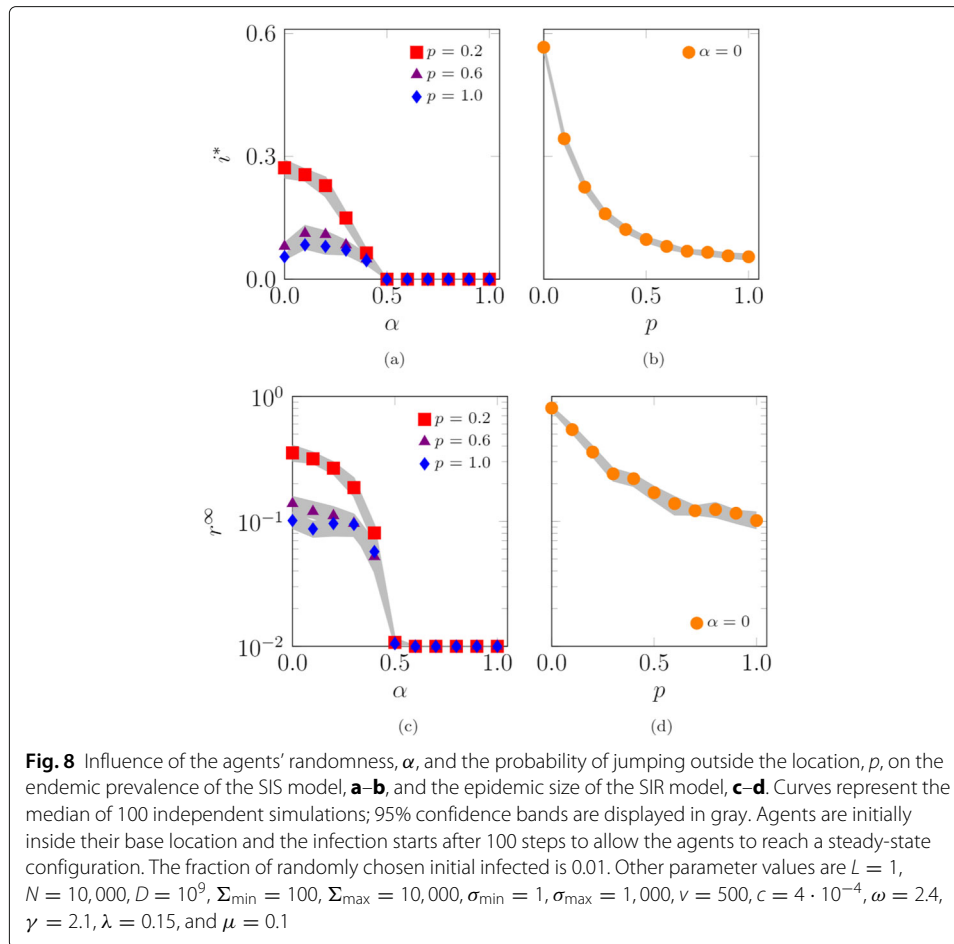 0.6
0.3
0.0
i*
p = 0.2
p = 0.6
p = 1.0
0.0 0.5 1.0
α
(a)
α = 0
0.0 0.5 1.0
p
(b)
10⁰
10⁻¹
10⁻²
r^∞
p = 0.2
p = 0.6
p = 1.0
0.0 0.5 1.0
α
(c)
α = 0
0.0 0.5 1.0
p
(d)
Fig. 8 Influence of the agents’ randomness, α, and the probability of jumping outside the location, p, on the
endemic prevalence of the SIS model, a–b, and the epidemic size of the SIR model, c–d. Curves represent the
median of 100 independent simulations; 95% confidence bands are displayed in gray. Agents are initially
inside their base location and the infection starts after 100 steps to allow the agents to reach a steady-state
configuration. The fraction of randomly chosen initial infected is 0.01. Other parameter values are L = 1,
N = 10,000, D = 10⁹, Σmin = 100, Σmax = 10,000, σmin = 1, σmax = 1,000, v = 500, c = 4 · 10⁻⁴, ω = 2.4,
γ = 2.1, λ = 0.15, and μ = 0.1